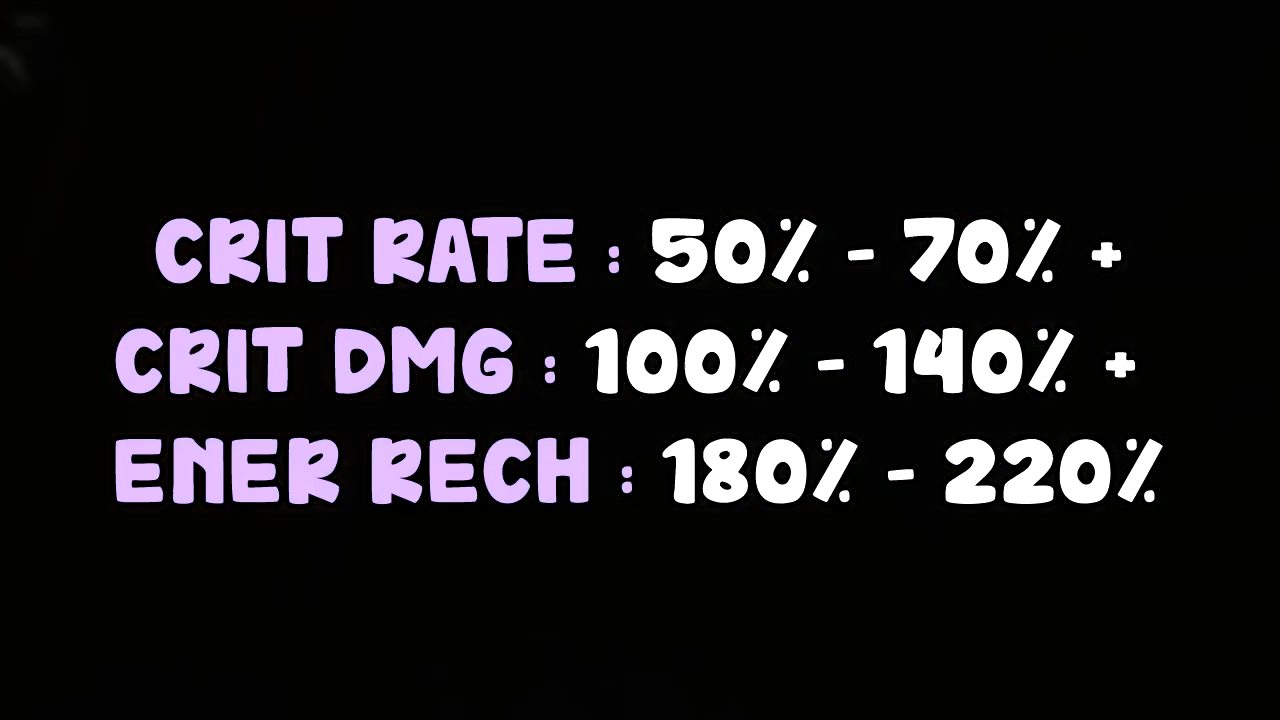 CRIT RATE : 50% - 70% +
CRIT DMG : 100% - 140% +
ENER RECH : 180% - 220%